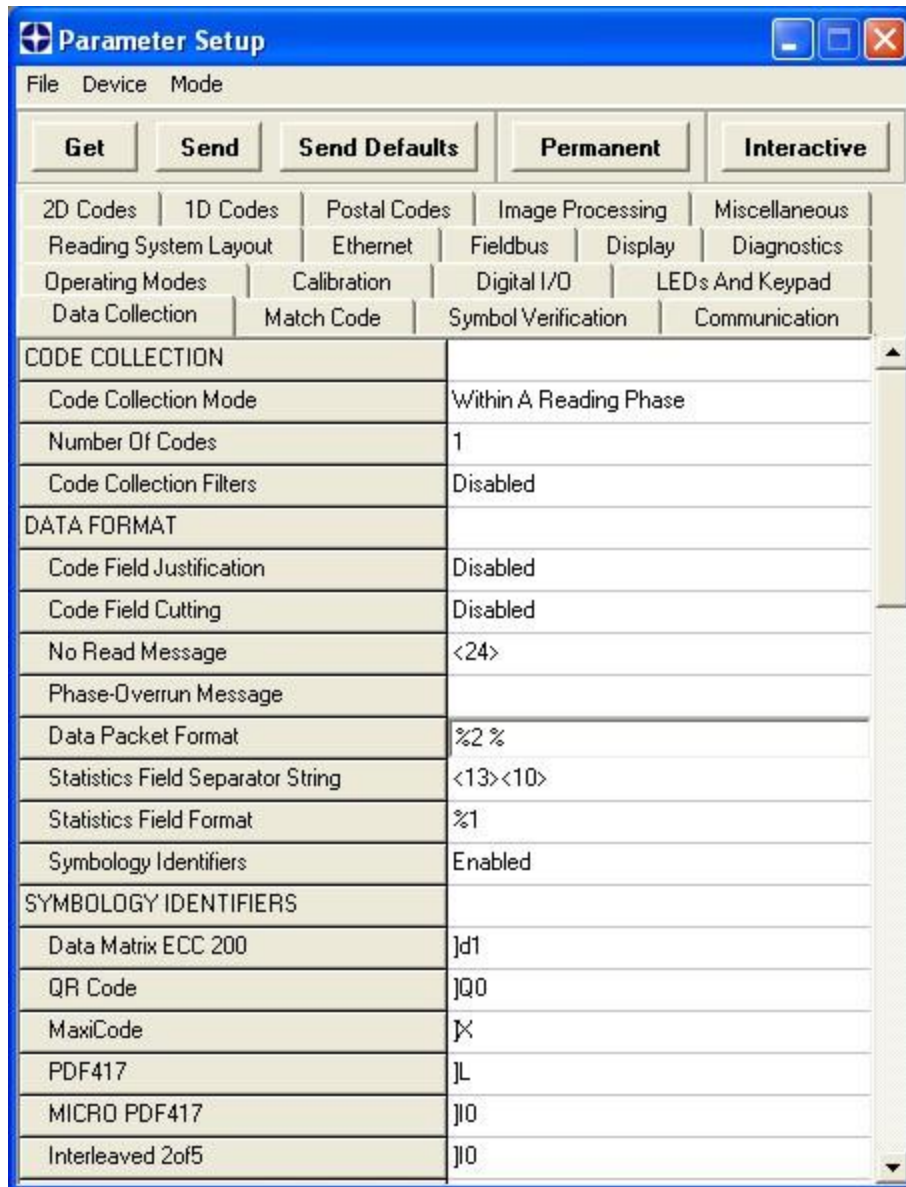 Parameter Setup
File Device Mode
Get Send Send Defaults Permanent Interactive
2D Codes 1D Codes Postal Codes Image Processing Miscellaneous
Reading System Layout Ethernet Fieldbus Display Diagnostics
Operating Modes Calibration Digital I/O LEDs And Keypad
Data Collection Match Code Symbol Verification Communication
CODE COLLECTION
Code Collection Mode Within A Reading Phase
Number Of Codes 1
Code Collection Filters Disabled
DATA FORMAT
Code Field Justification Disabled
Code Field Cutting Disabled
No Read Message <24>
Phase-Overrun Message
Data Packet Format %2 %
Statistics Field Separator String <13><10>
Statistics Field Format %1
Symbology Identifiers Enabled
SYMBOLOGY IDENTIFIERS
Data Matrix ECC 200 ]d1
QR Code ]Q0
MaxiCode ]X
PDF417 ]L
MICRO PDF417 ]I0
Interleaved 2of5 ]I0